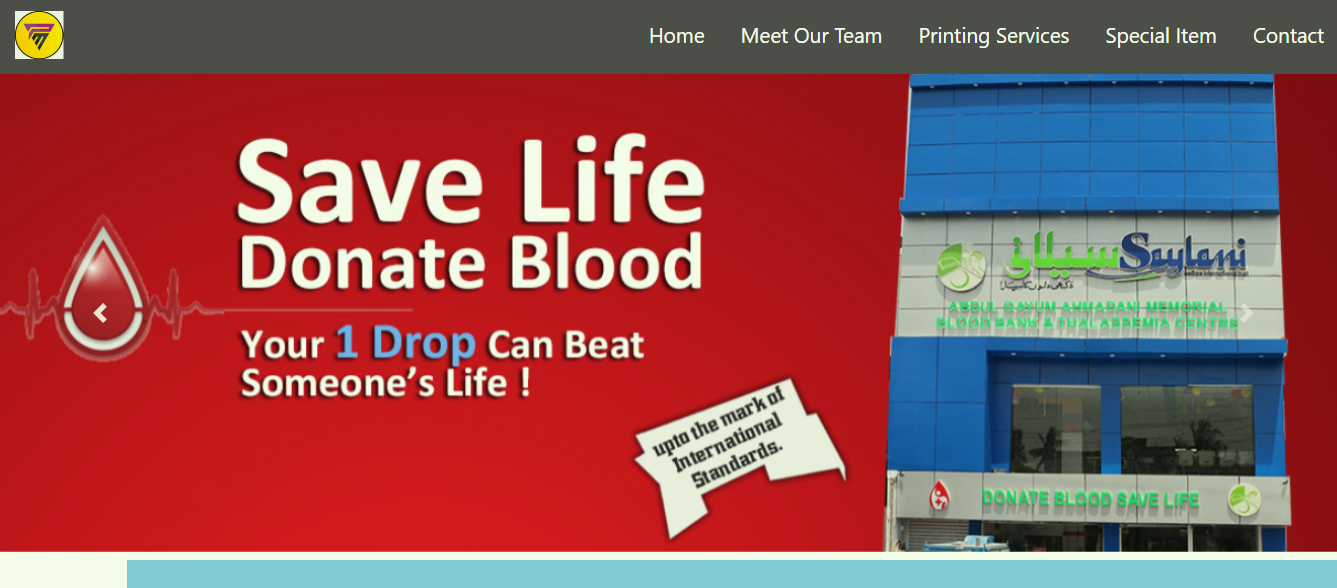 Home
Meet Our Team
Printing Services
Special Item
Contact
Save Life
Donate Blood
Your 1 Drop Can Beat
Someone's Life !
upto the mark of
International
Standards.
سیلانی Saylani
ABDUL QAYUM AHMADANI MEMORIAL
BLOOD BANK & THALASSEMIA CENTRE
DONATE BLOOD SAVE LIFE